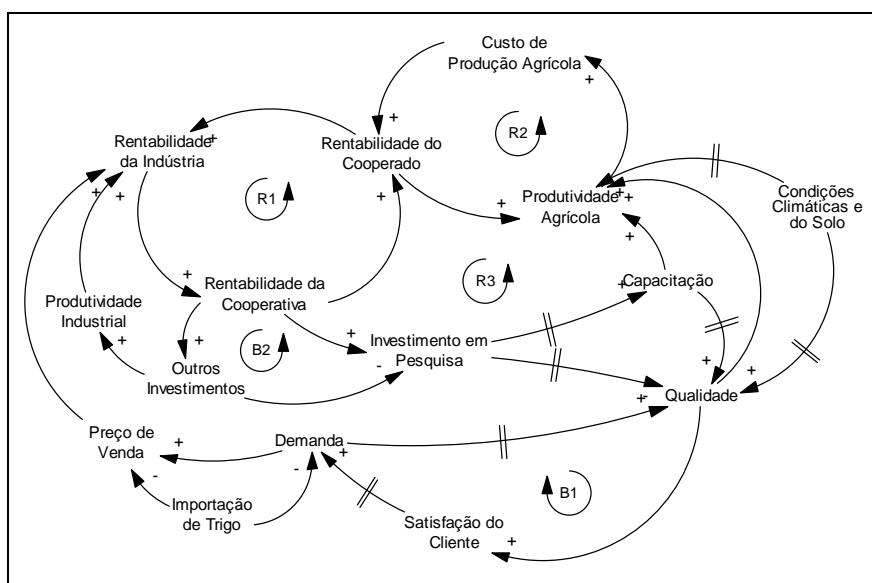 Custo de
Produção Agrícola
+
+
Rentabilidade
da Indústria
+
Rentabilidade do
Cooperado
R2
+
+
+
R1
+
+
Produtividade
Agrícola
+
+
+
Condições
Climáticas e
do Solo
+
Rentabilidade da
Cooperativa
R3
+
Capacitação
Produtividade
Industrial
+
+
B2
+
Investimento em
Pesquisa
-
Outros
Investimentos
+
+
+
-
Qualidade
Preço de
Venda
+
-
Demanda
-
+
Importação
de Trigo
B1
Satisfação do
Cliente
+